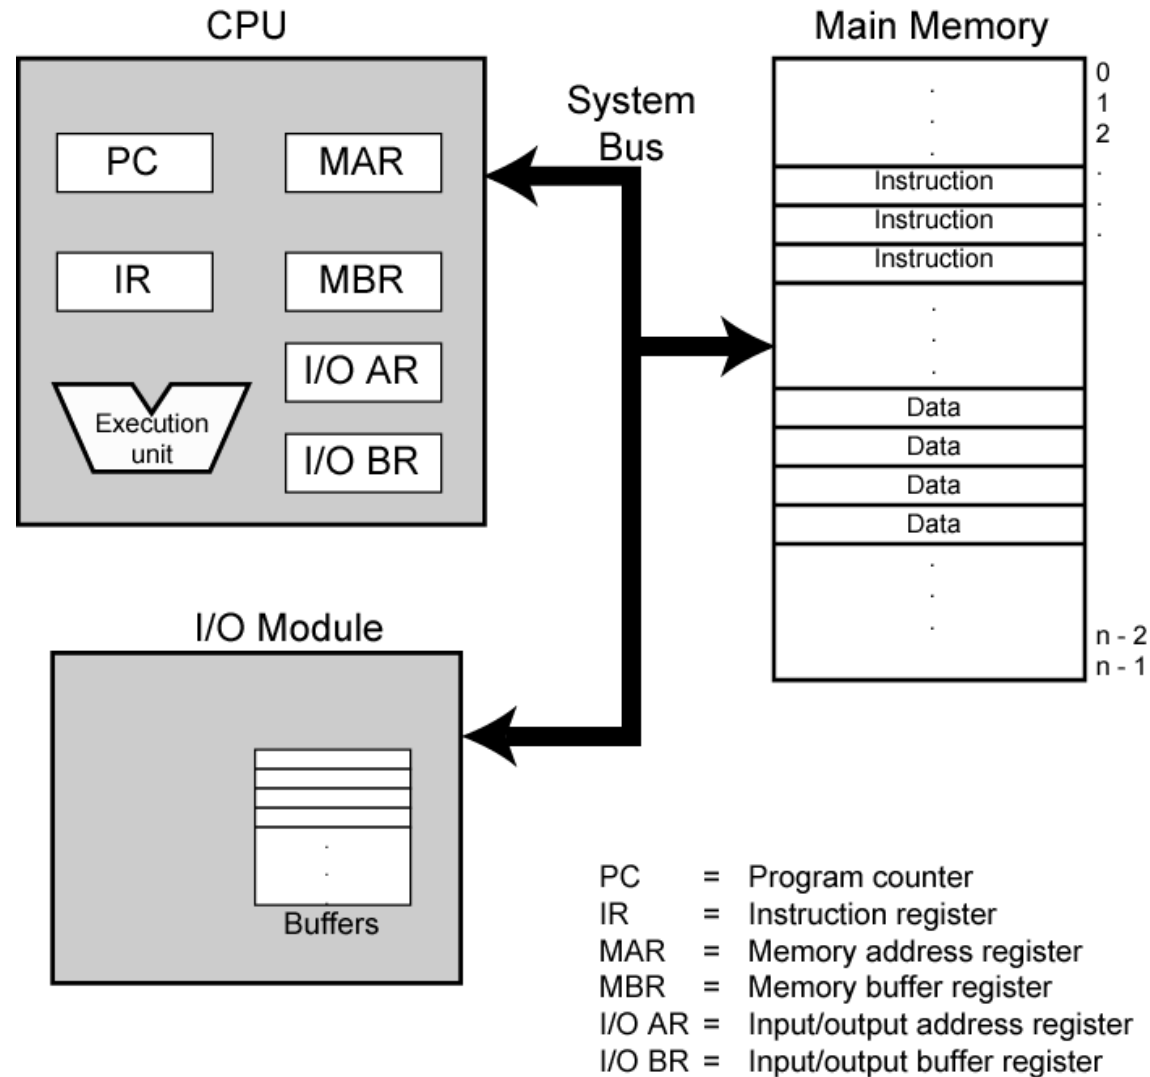 CPU
PC
MAR
IR
MBR
I/O AR
I/O BR
Execution
unit
System
Bus
Main Memory
0
1
2
.
.
.
.
.
.
Instruction
Instruction
Instruction
.
.
.
Data
Data
Data
Data
.
.
.
n - 2
n - 1
I/O Module
.
.
.
Buffers
PC = Program counter
IR = Instruction register
MAR = Memory address register
MBR = Memory buffer register
I/O AR = Input/output address register
I/O BR = Input/output buffer register